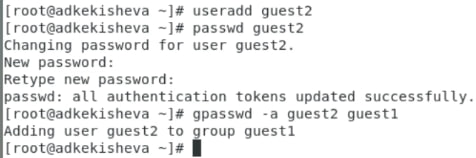 [root@adkekisheva ~]# useradd guest2
[root@adkekisheva ~]# passwd guest2
Changing password for user guest2.
New password:
Retype new password:
passwd: all authentication tokens updated successfully.
[root@adkekisheva ~]# gpasswd -a guest2 guest1
Adding user guest2 to group guest1
[root@adkekisheva ~]#